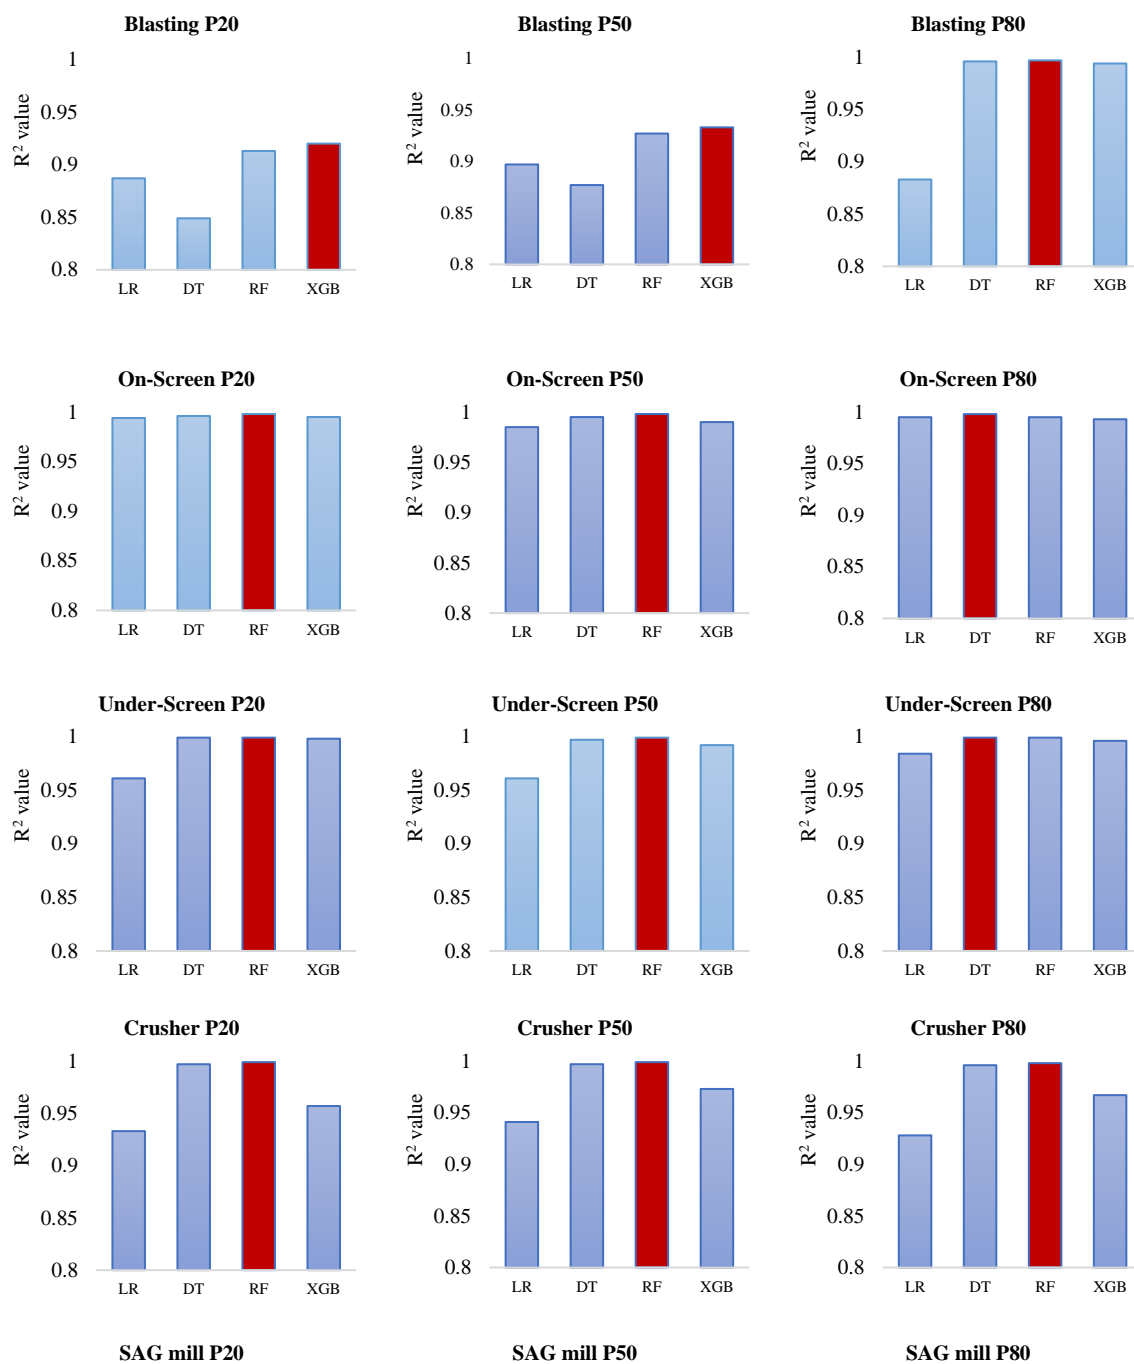 Blasting P20
1
0.95
0.9
0.85
0.8
R² value
LR DT RF XGB
Blasting P50
1
0.95
0.9
0.85
0.8
R² value
LR DT RF XGB
Blasting P80
1
0.95
0.9
0.85
0.8
R² value
LR DT RF XGB
On-Screen P20
1
0.95
0.9
0.85
0.8
R² value
LR DT RF XGB
On-Screen P50
1
0.95
0.9
0.85
0.8
R² value
LR DT RF XGB
On-Screen P80
1
0.95
0.9
0.85
0.8
R² value
LR DT RF XGB
Under-Screen P20
1
0.95
0.9
0.85
0.8
R² value
LR DT RF XGB
Under-Screen P50
1
0.95
0.9
0.85
0.8
R² value
LR DT RF XGB
Under-Screen P80
1
0.95
0.9
0.85
0.8
R² value
LR DT RF XGB
Crusher P20
1
0.95
0.9
0.85
0.8
R² value
LR DT RF XGB
Crusher P50
1
0.95
0.9
0.85
0.8
R² value
LR DT RF XGB
Crusher P80
1
0.95
0.9
0.85
0.8
R² value
LR DT RF XGB
SAG mill P20
SAG mill P50
SAG mill P80